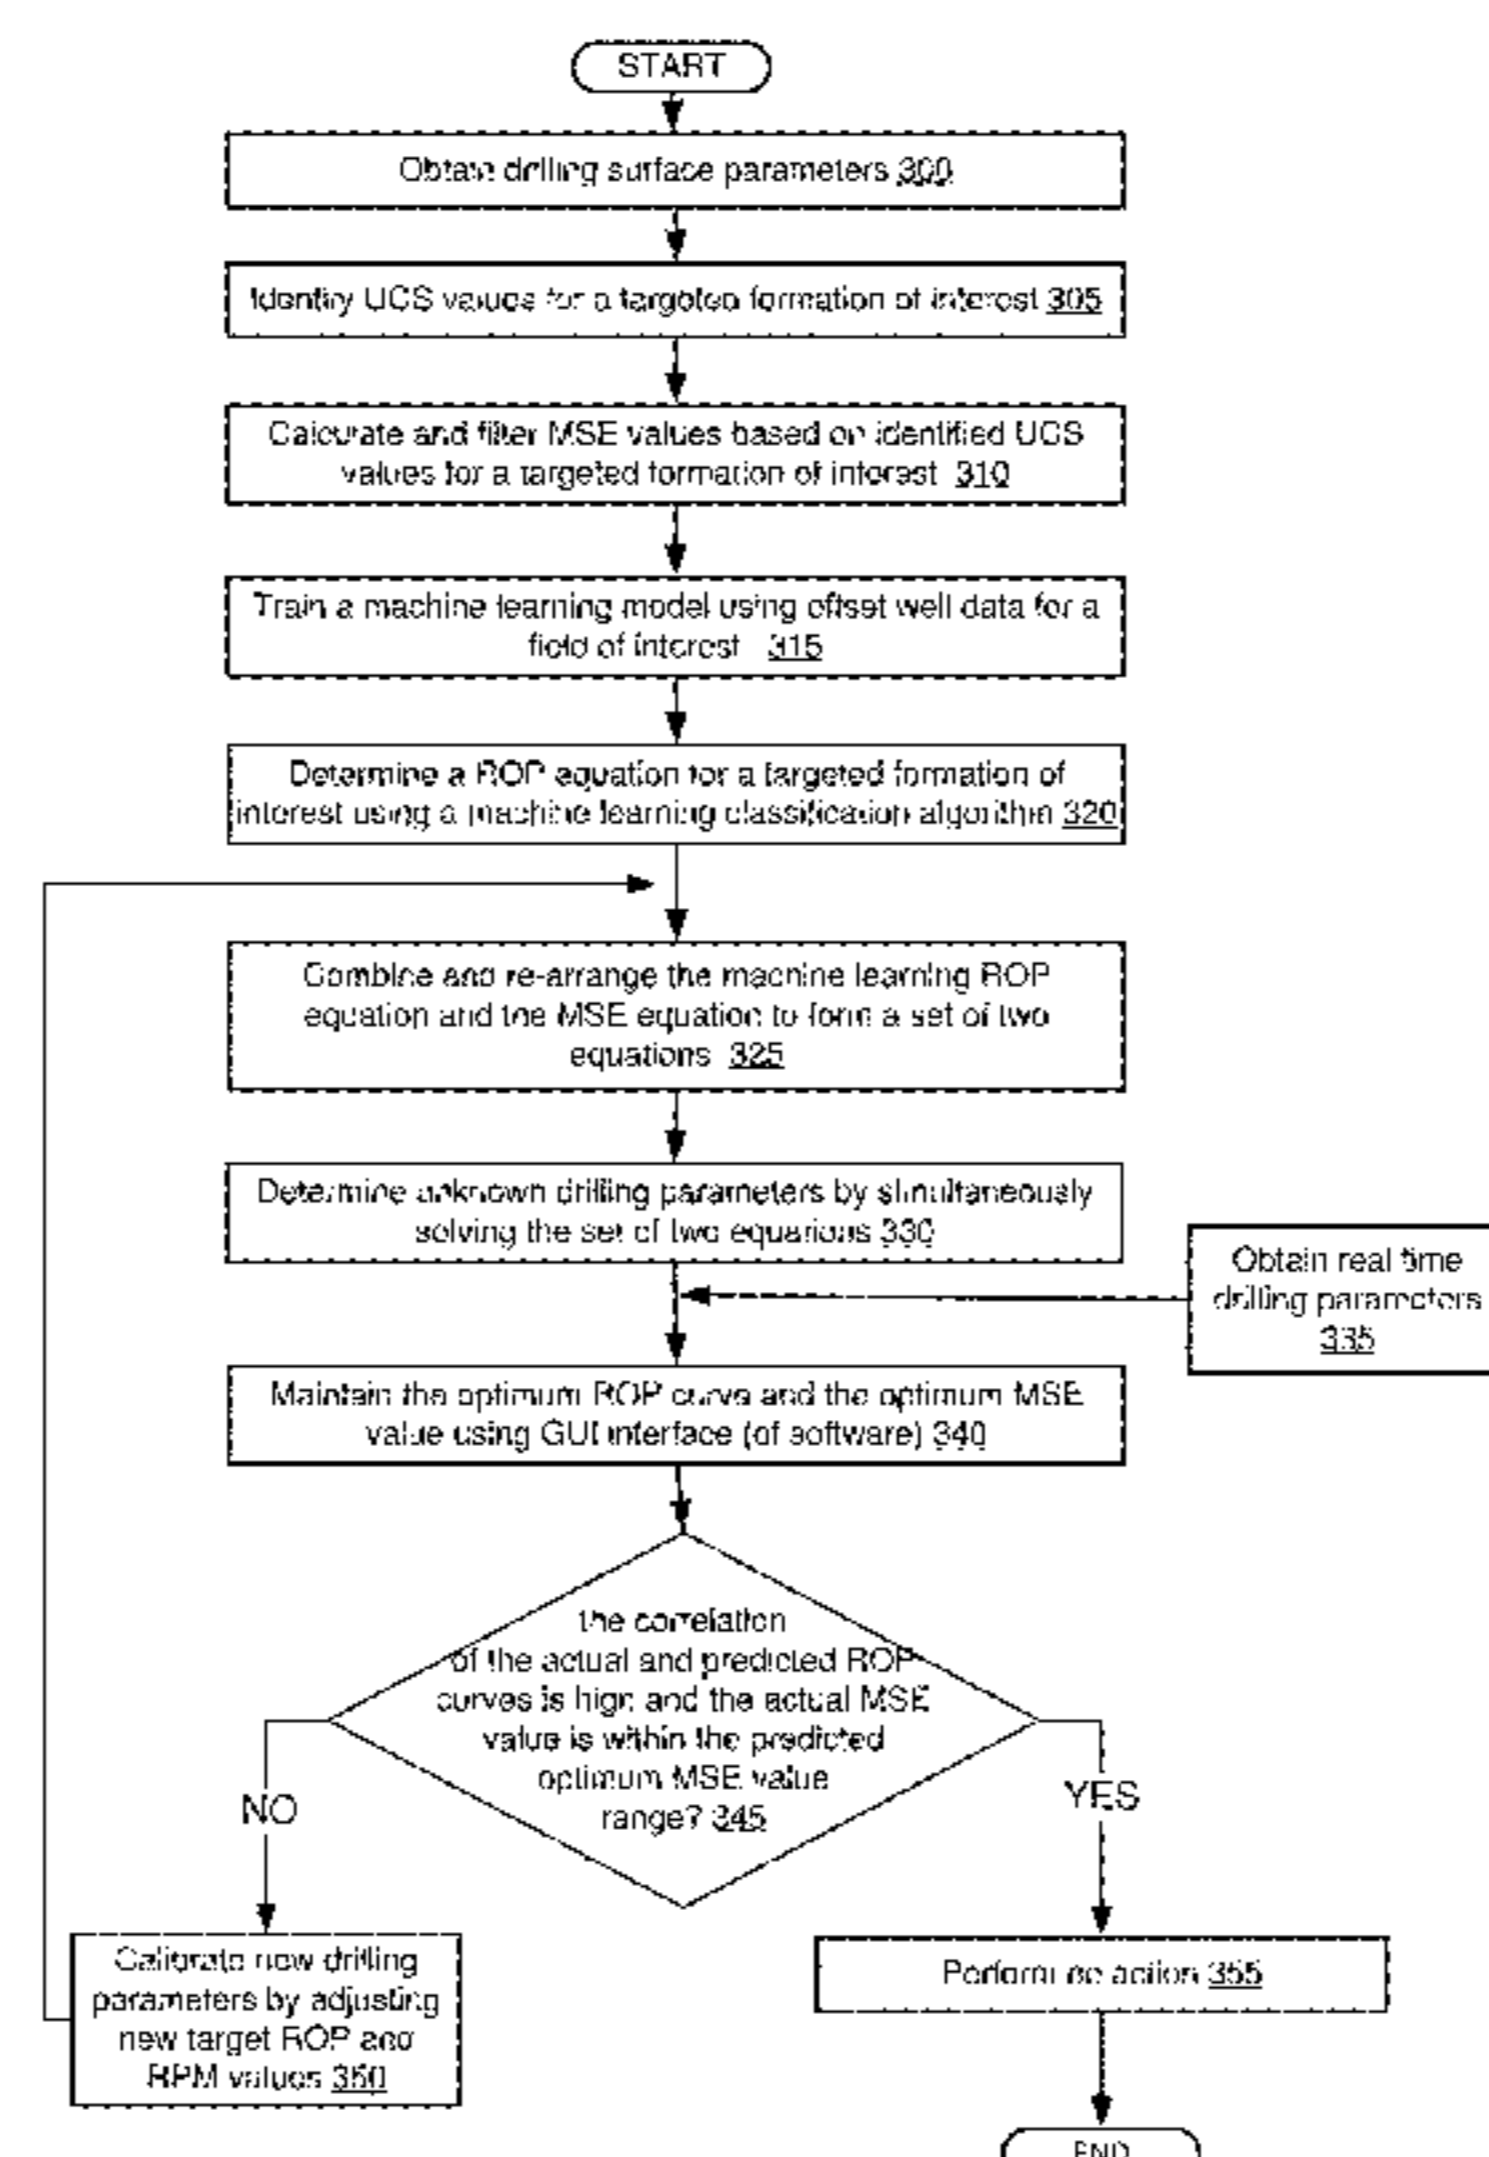 START
Obtain drilling surface parameters 300
Identify UCS values for a targeted formation of interest 305
Calculate and filter MSE values based on identified UCS
values for a targeted formation of interest 310
Train a machine learning model using offset well data for a
field of interest 315
Determine a ROP equation for a targeted formation of
interest using a machine learning classification algorithm 320
Combine and re-arrange the machine learning ROP
equation and the MSE equation to form a set of two
equations 325
Determine unknown drilling parameters by simultaneously
solving the set of two equations 330
Obtain real time
drilling parameters
335
Maintain the optimum ROP curve and the optimum MSE
value using GUI interface (of software) 340
the correlation
of the actual and predicted ROP
curves is high and the actual MSE
value is within the predicted
optimum MSE value
range? 345
NO
YES
Calibrate new drilling
parameters by adjusting
new target ROP and
RPM values 350
Perform no action 355
END